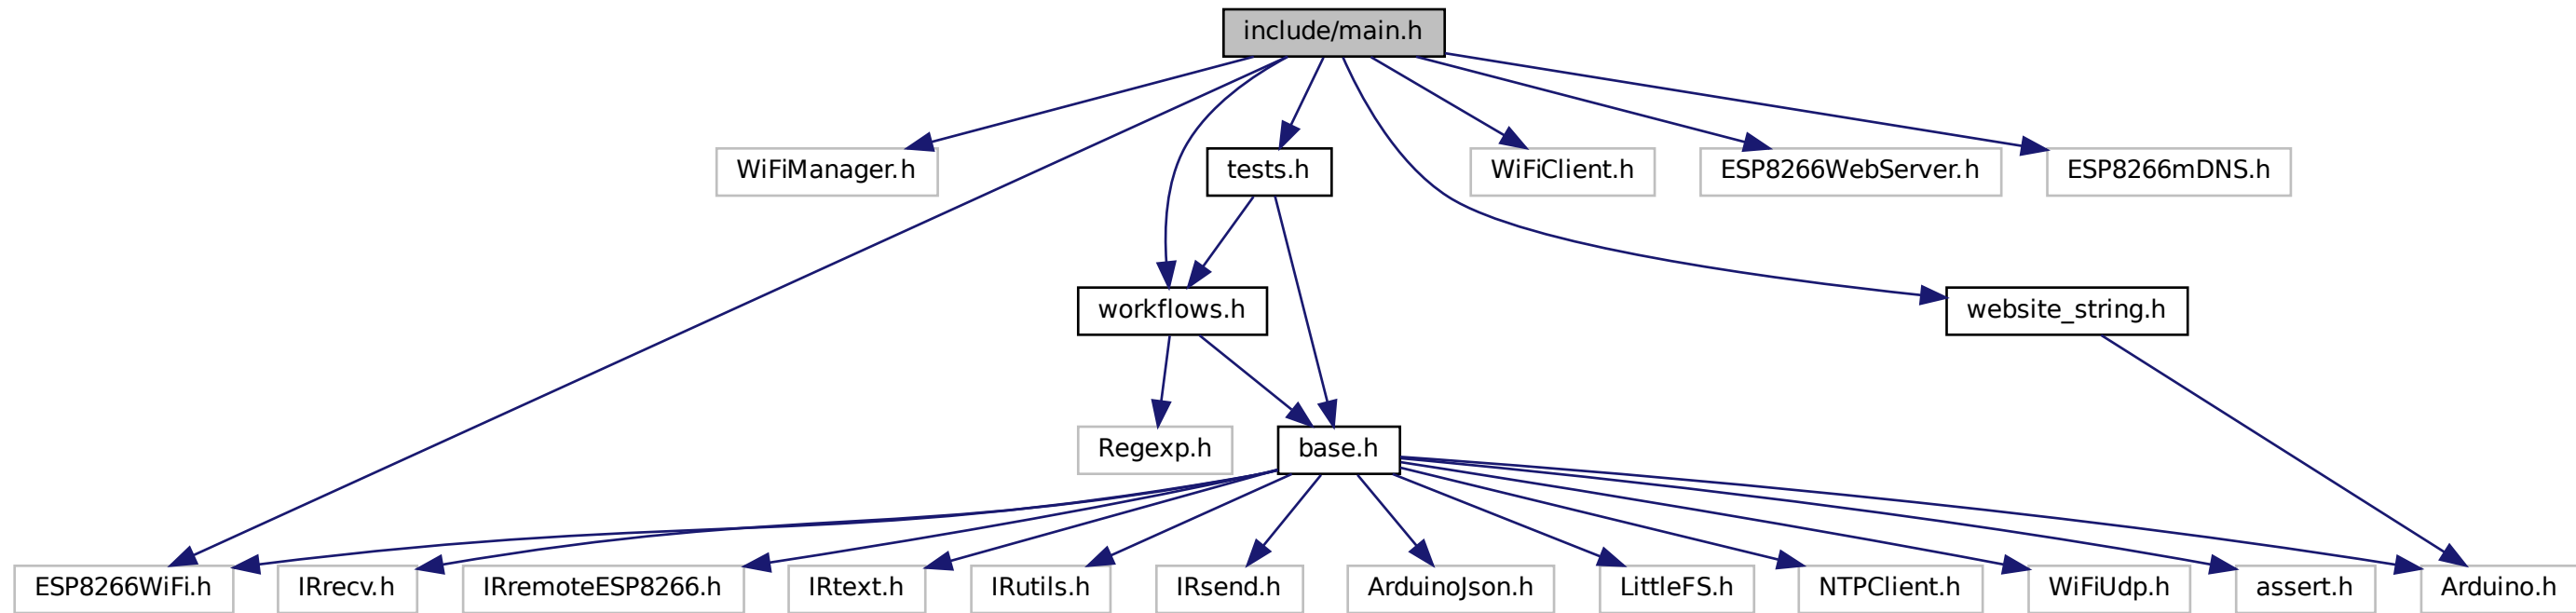 include/main.h
WiFiManager.h
tests.h
WiFiClient.h
ESP8266WebServer.h
ESP8266mDNS.h
workflows.h
website_string.h
Regexp.h
base.h
ESP8266WiFi.h
IRrecv.h
IRremoteESP8266.h
IRtext.h
IRutils.h
IRsend.h
ArduinoJson.h
LittleFS.h
NTPClient.h
WiFiUdp.h
assert.h
Arduino.h